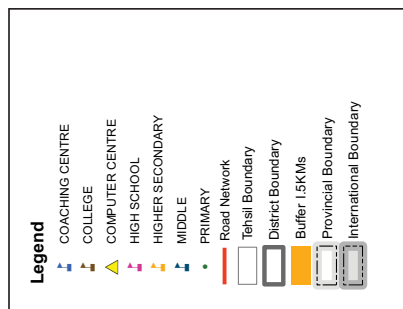 Legend
COACHING CENTRE
COLLEGE
COMPUTER CENTRE
HIGH SCHOOL
HIGHER SECONDARY
MIDDLE
PRIMARY
Road Network
Tehsil Boundary
District Boundary
Buffer I.5KMs
Provincial Boundary
International Boundary